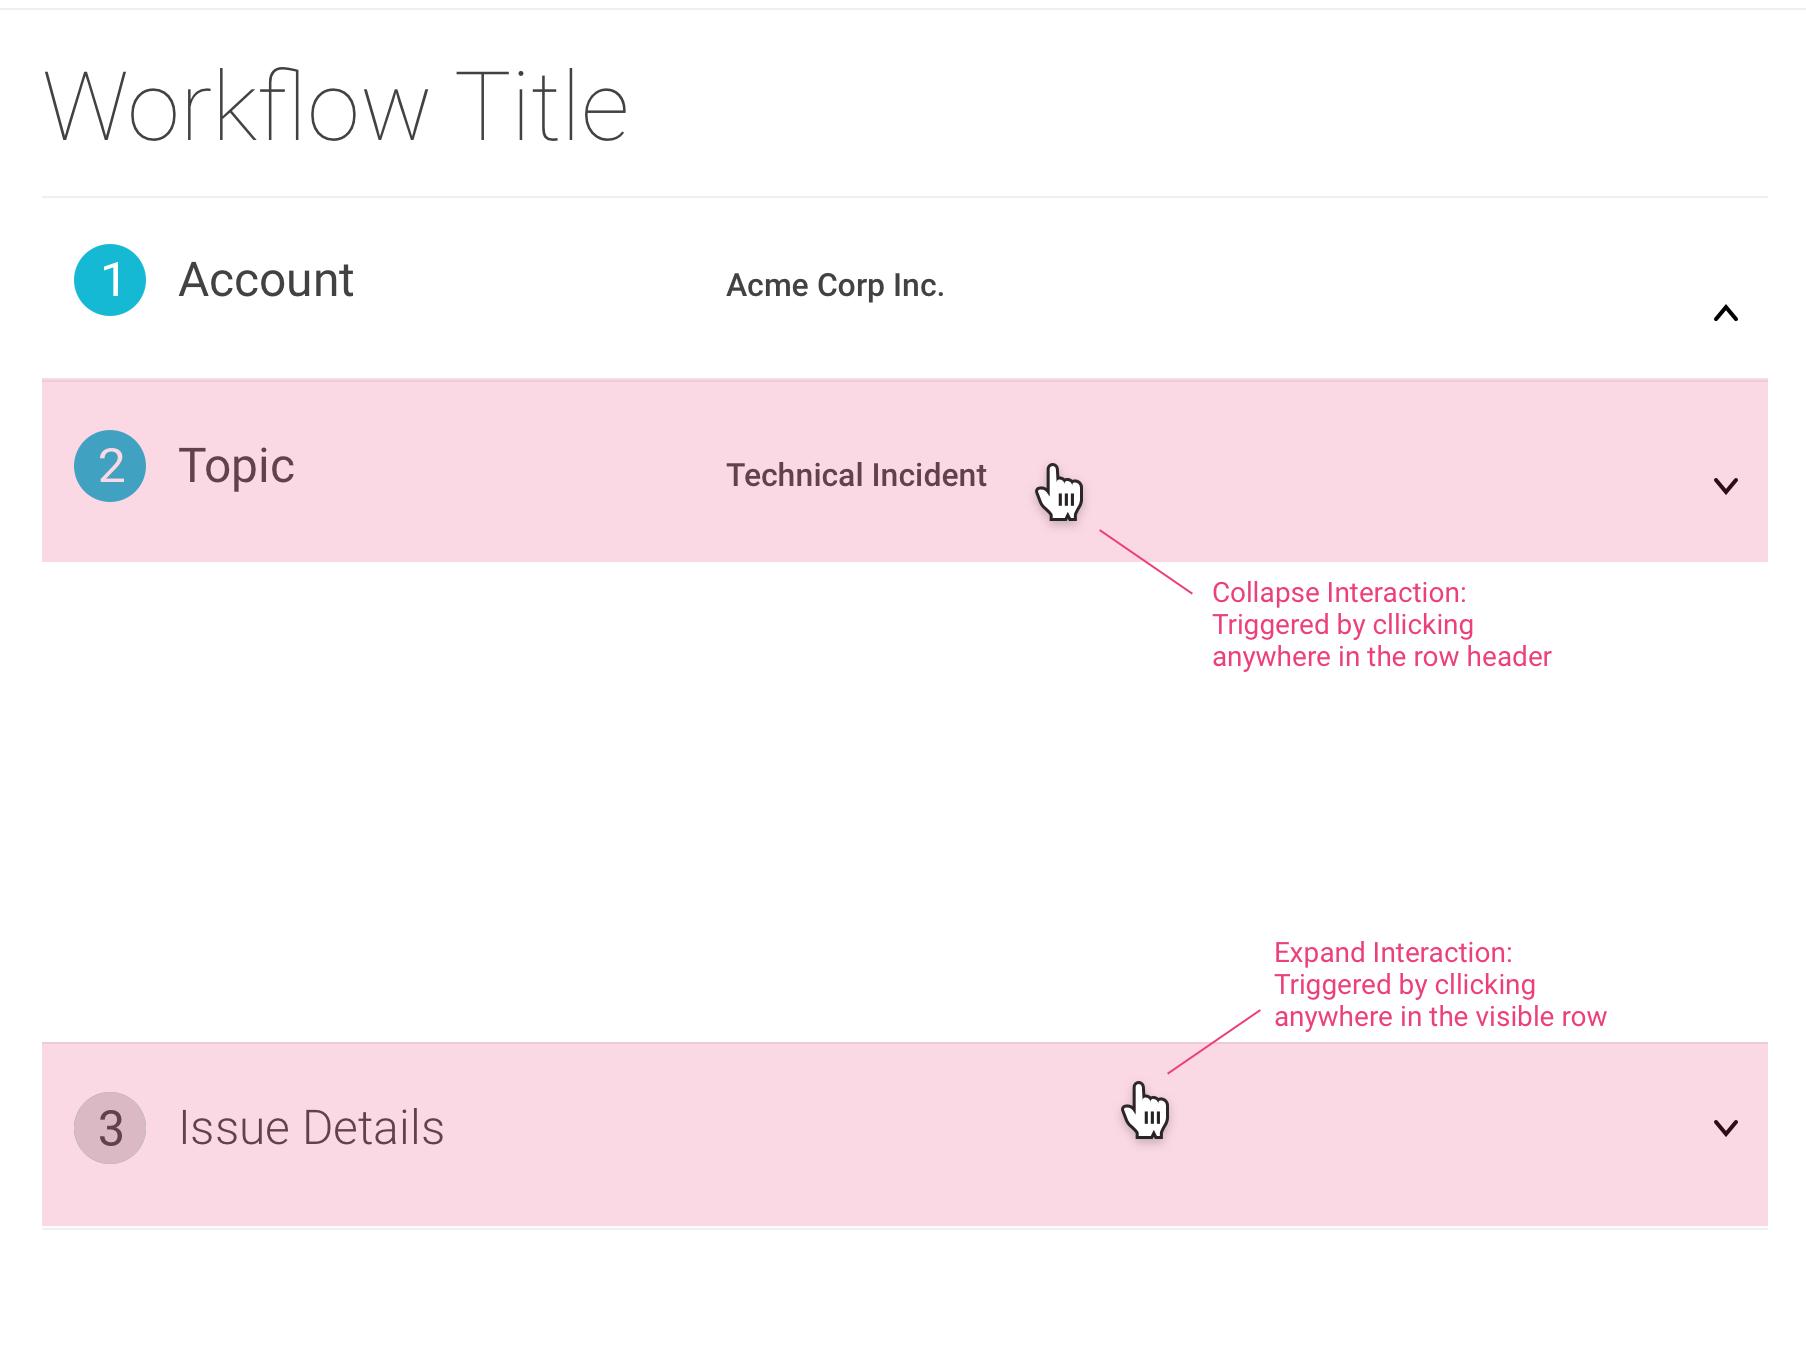 Workflow Title
1 Account Acme Corp Inc.
2 Topic Technical Incident
Collapse Interaction:
Triggered by cllicking
anywhere in the row header
Expand Interaction:
Triggered by cllicking
anywhere in the visible row
3 Issue Details